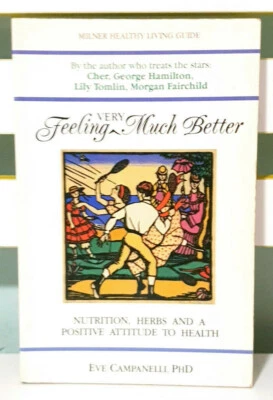 MILNER HEALTHY LIVING GUIDE
By the author who treats the stars:
Cher, George Hamilton,
Lily Tomlin, Morgan Fairchild
Feeling VERY Much Better
NUTRITION, HERBS AND A
POSITIVE ATTITUDE TO HEALTH
EVE CAMPANELLI, PHD